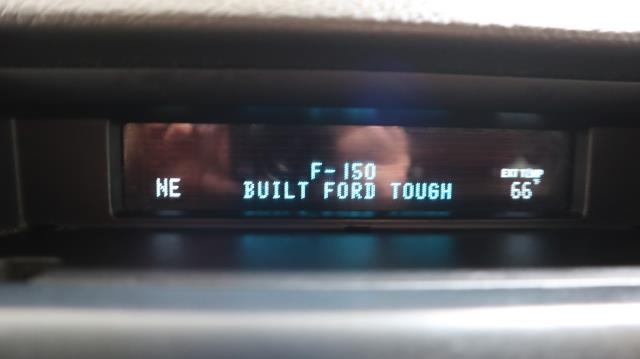 F-150
NE BUILT FORD TOUGH
EXT TEMP
66°